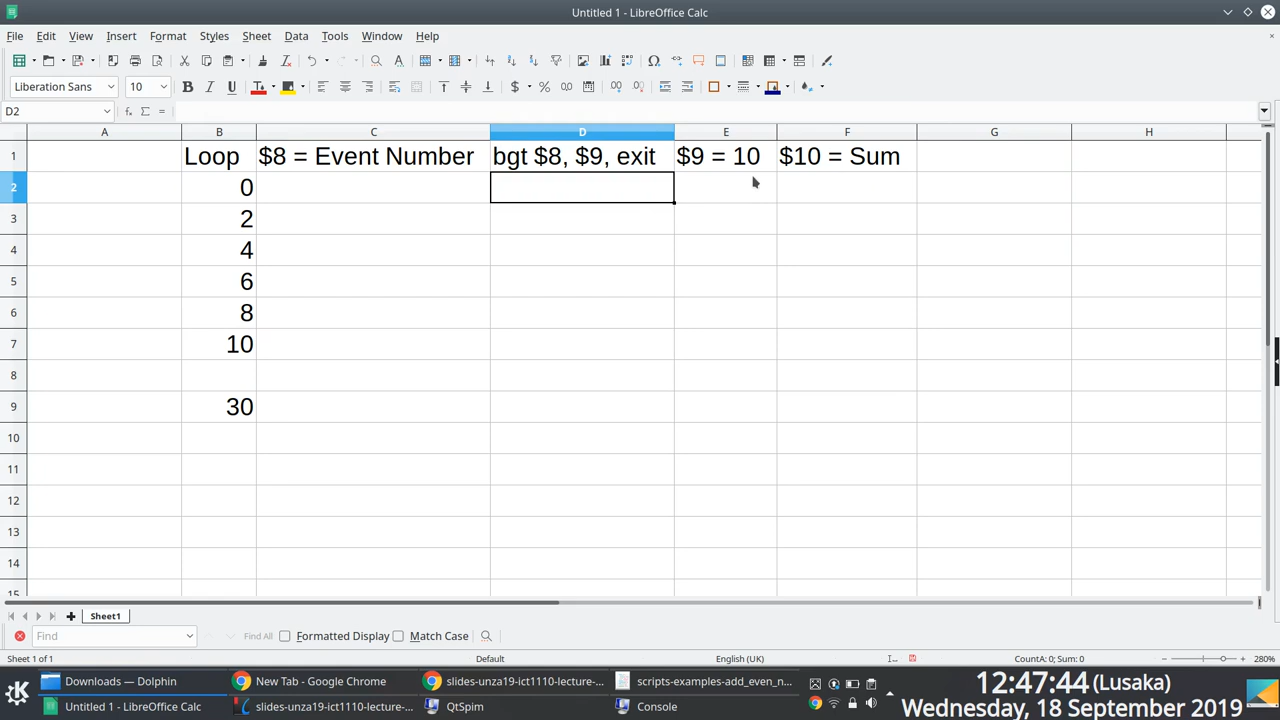 Untitled 1 - LibreOffice Calc
File Edit View Insert Format Styles Sheet Data Tools Window Help
Liberation Sans 10
D2
A B C D E F G H
1 Loop $8 = Event Number bgt $8, $9, exit $9 = 10 $10 = Sum
2 0
3 2
4 4
5 6
6 8
7 10
8
9 30
10
11
12
13
14
15
Sheet1
Find Find All Formatted Display Match Case
Sheet 1 of 1 Default English (UK) CountA: 0; Sum: 0 280%
Downloads — Dolphin New Tab - Google Chrome slides-unza19-ict1110-lecture-... scripts-examples-add_even_n... 12:47:44 (Lusaka)
Untitled 1 - LibreOffice Calc slides-unza19-ict1110-lecture-... QtSpim Console Wednesday, 18 September 2019